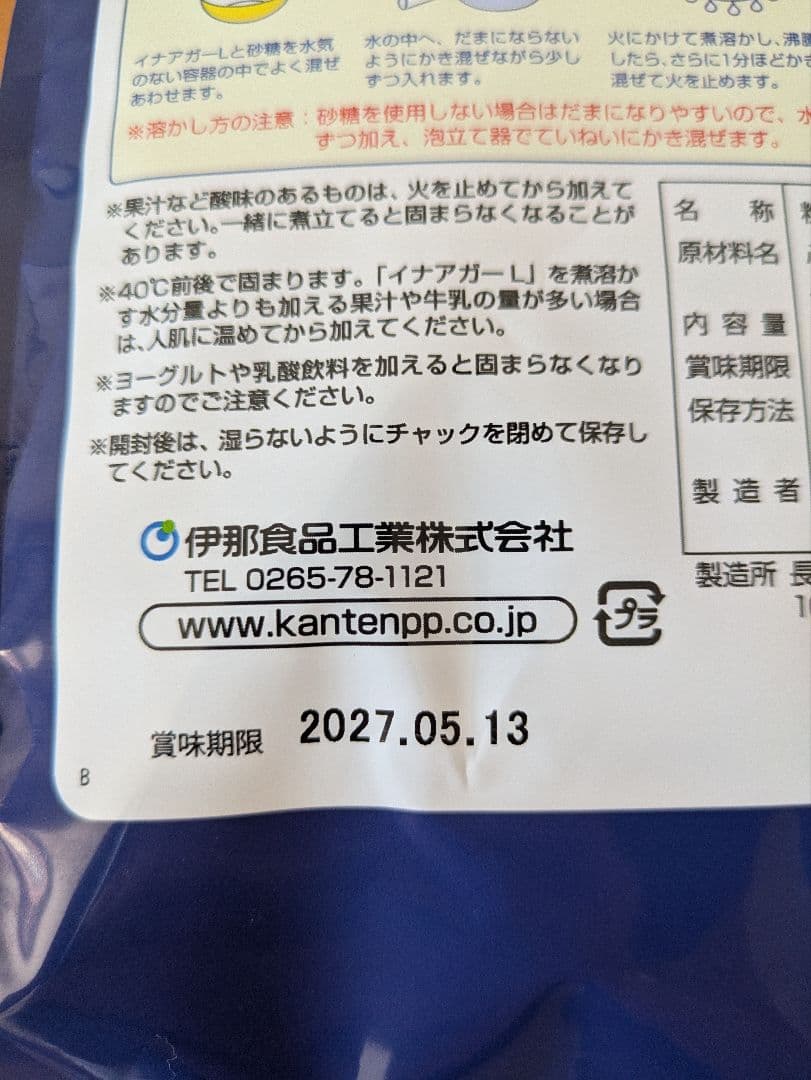 イナアガーLと砂糖を水気
のない容器の中でよく混ぜ
あわせます。
水の中へ、だまにならない
ようにかき混ぜながら少し
ずつ入れます。
火にかけて煮溶かし、沸騰
したら、さらに1分ほどかき
混ぜて火を止めます。
※溶かし方の注意：砂糖を使用しない場合はだまになりやすいので、水
ずつ加え、泡立て器でていねいにかき混ぜます。
※果汁など酸味のあるものは、火を止めてから加えて
ください。一緒に煮立てると固まらなくなることが
あります。
※40℃前後で固まります。「イナアガーL」を煮溶か
す水分量よりも加える果汁や牛乳の量が多い場合
は、人肌に温めてから加えてください。
※ヨーグルトや乳酸飲料を加えると固まらなくなり
ますのでご注意ください。
※開封後は、湿らないようにチャックを閉めて保存し
てください。
名称
原材料名
内容量
賞味期限
保存方法
製造者
製造所 長
伊那食品工業株式会社
TEL 0265-78-1121
www.kantenpp.co.jp
プラ
賞味期限 2027.05.13
B